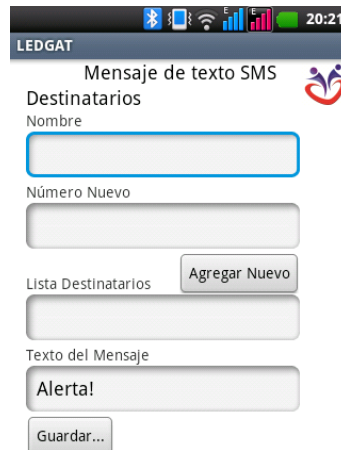 20:21
LEDGAT
Mensaje de texto SMS
Destinatarios
Nombre
Número Nuevo
Agregar Nuevo
Lista Destinatarios
Texto del Mensaje
Alerta!
Guardar...